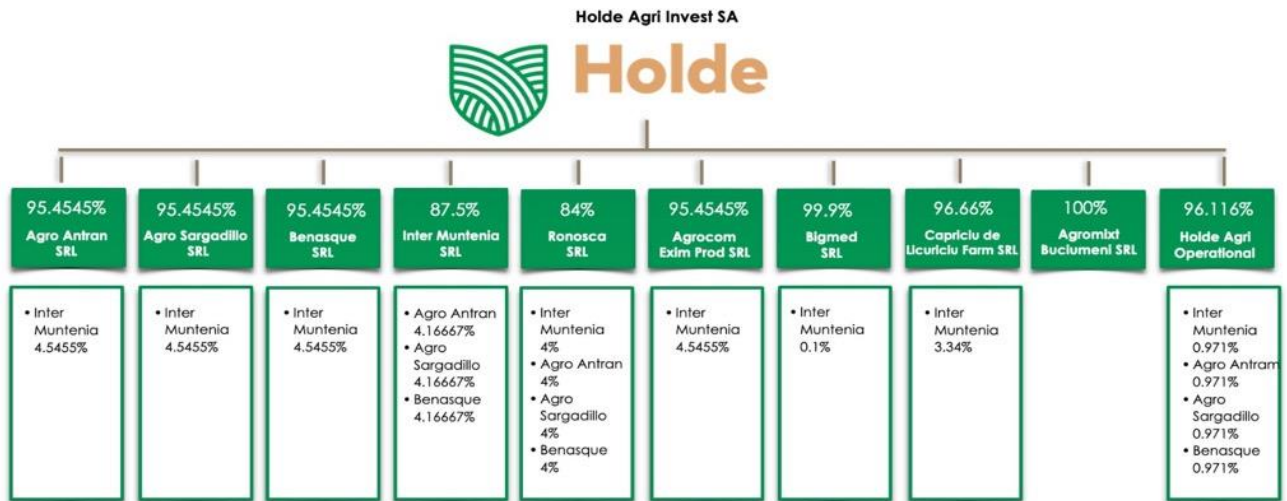 Holde Agri Invest SA
Holde
95.4545%
Agro Antran
SRL
95.4545%
Agro Sargadillo
SRL
95.4545%
Benasque
SRL
87.5%
Inter Muntenia
SRL
84%
Ronosca
SRL
95.4545%
Agrocom
Exim Prod SRL
99.9%
Bigmed
SRL
96.66%
Capriciu de
Licuriciu Farm SRL
100%
Agromixt
Buciumeni SRL
96.116%
Holde Agri
Operational
• Inter
Muntenia
4.5455%
• Inter
Muntenia
4.5455%
• Inter
Muntenia
4.5455%
• Agro Antran
4.16667%
• Agro
Sargadillo
4.16667%
• Benasque
4.16667%
• Inter
Muntenia
4%
• Agro Antran
4%
• Agro
Sargadillo
4%
• Benasque
4%
• Inter
Muntenia
4.5455%
• Inter
Muntenia
0.1%
• Inter
Muntenia
3.34%
• Inter
Muntenia
0.971%
• Agro Antram
0.971%
• Agro
Sargadillo
0.971%
• Benasque
0.971%